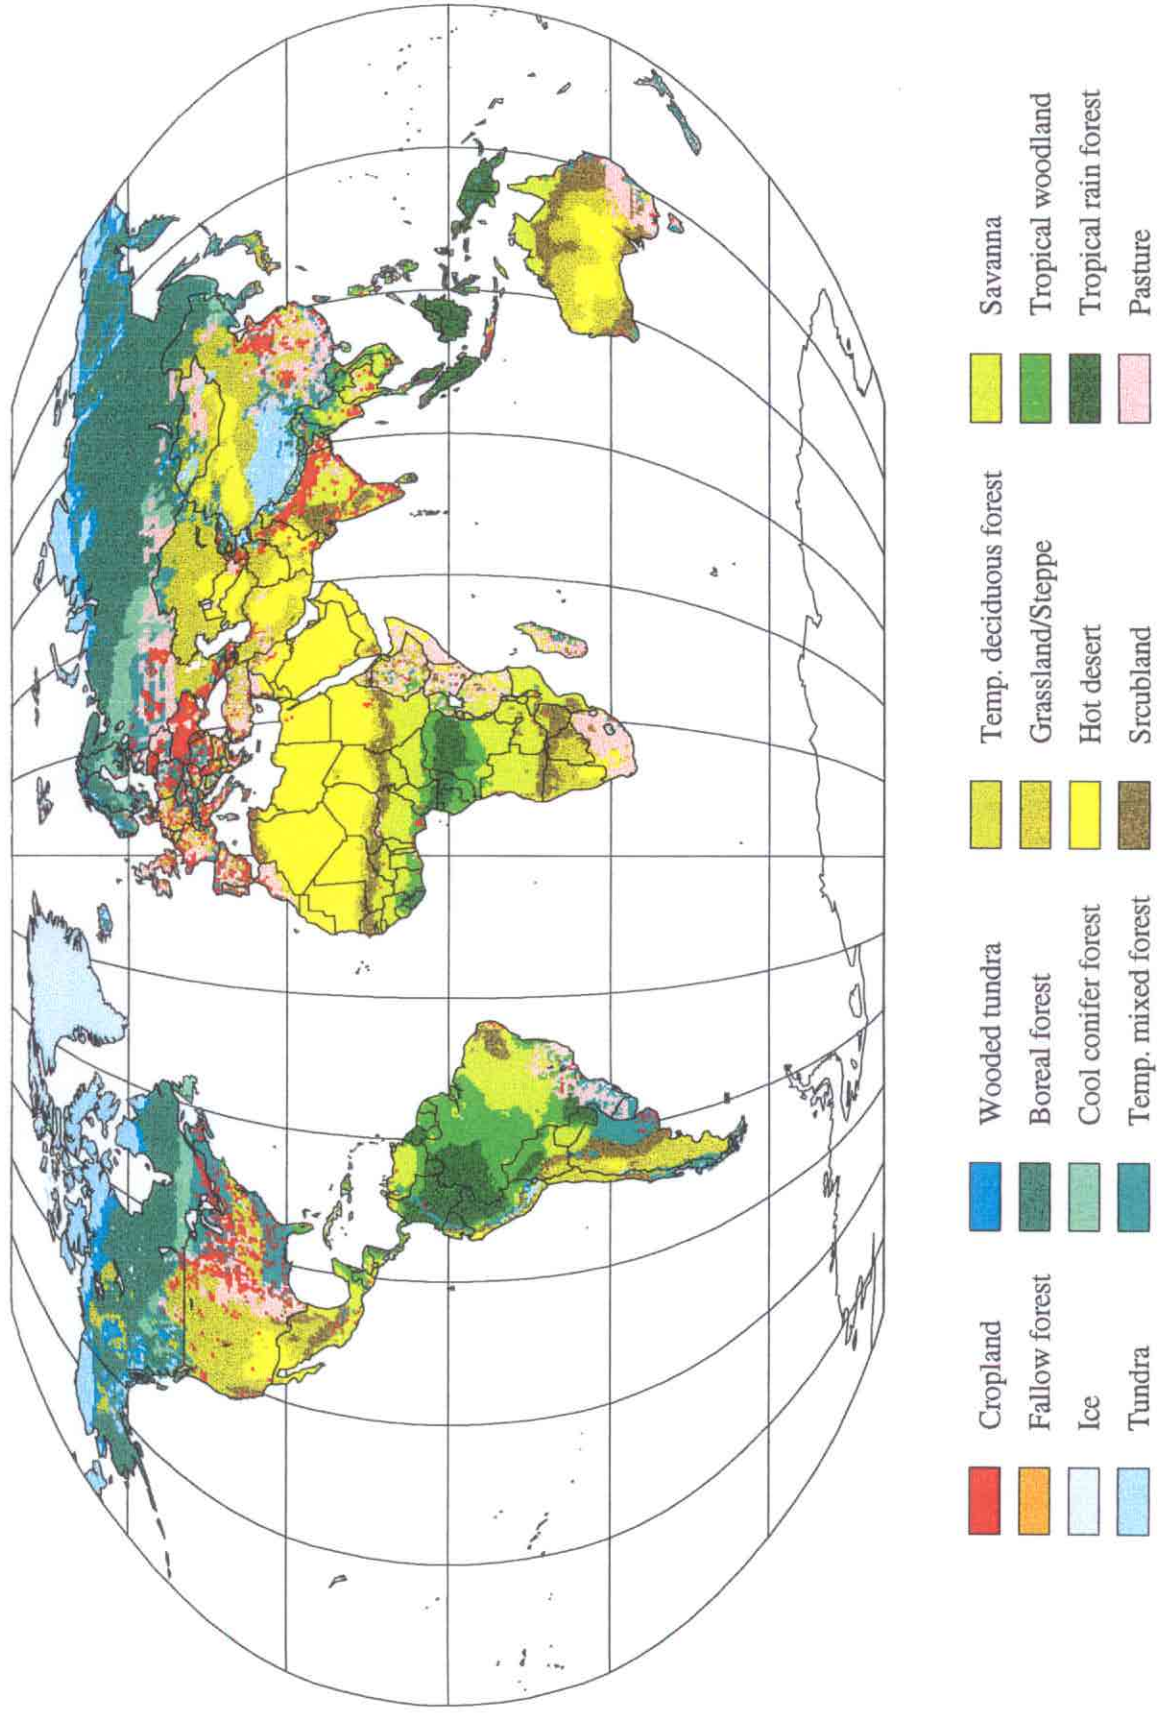 Cropland
Fallow forest
Ice
Tundra
Wooded tundra
Boreal forest
Cool conifer forest
Temp. mixed forest
Temp. deciduous forest
Grassland/Steppe
Hot desert
Srcubland
Savanna
Tropical woodland
Tropical rain forest
Pasture